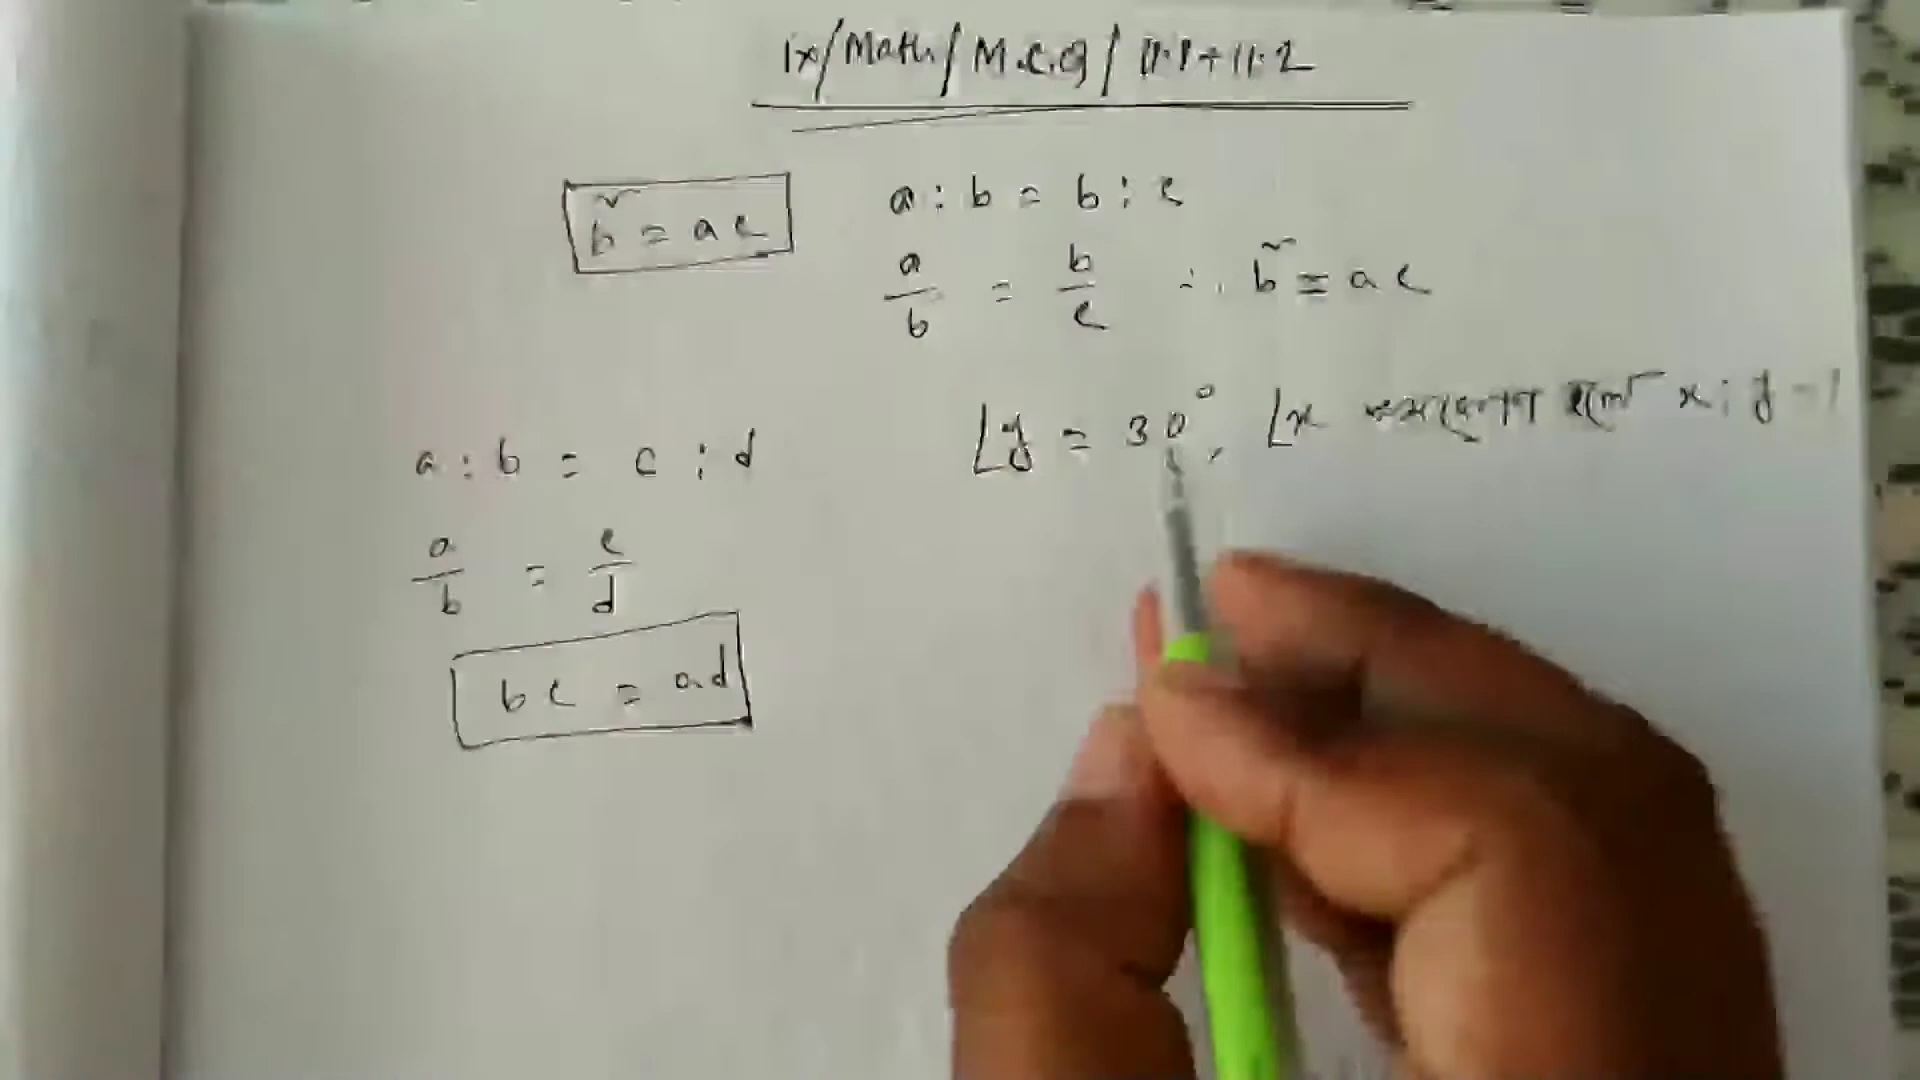 ix/Math/M.C.Q/11.1+11.2
b² = ac
a : b = b : c
a/b = b/c ∴ b² = ac
a : b = c : d
∠y = 30°, ∠x সমকোণ হলে x : y = ?
a/b = c/d
bc = ad